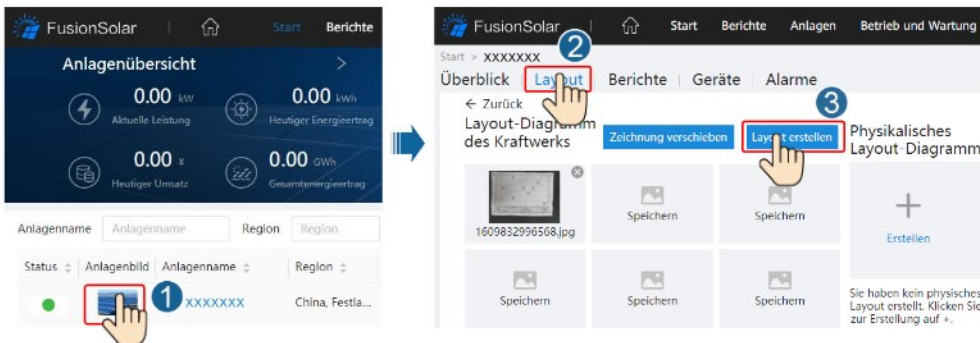 FusionSolar
Start
Berichte
Anlagenübersicht
>
0.00 kW
Aktuelle Leistung
0.00 kWh
Heutiger Energieertrag
0.00 ¥
Heutiger Umsatz
0.00 GWh
Gesamtenergieertrag
Anlagenname
Anlagenname
Region
Region
Status
Anlagenbild
Anlagenname
Region
1
XXXXXXX
China, Festla...
FusionSolar
Start
Berichte
Anlagen
Betrieb und Wartung
2
Start > XXXXXXX
Überblick
Layout
Berichte
Geräte
Alarme
3
← Zurück
Layout-Diagramm
des Kraftwerks
Zeichnung verschieben
Layout erstellen
Physikalisches
Layout-Diagramm
1609832996568.jpg
Speichern
Speichern
+
Erstellen
Speichern
Speichern
Speichern
Sie haben kein physisches
Layout erstellt. Klicken Sie
zur Erstellung auf +.